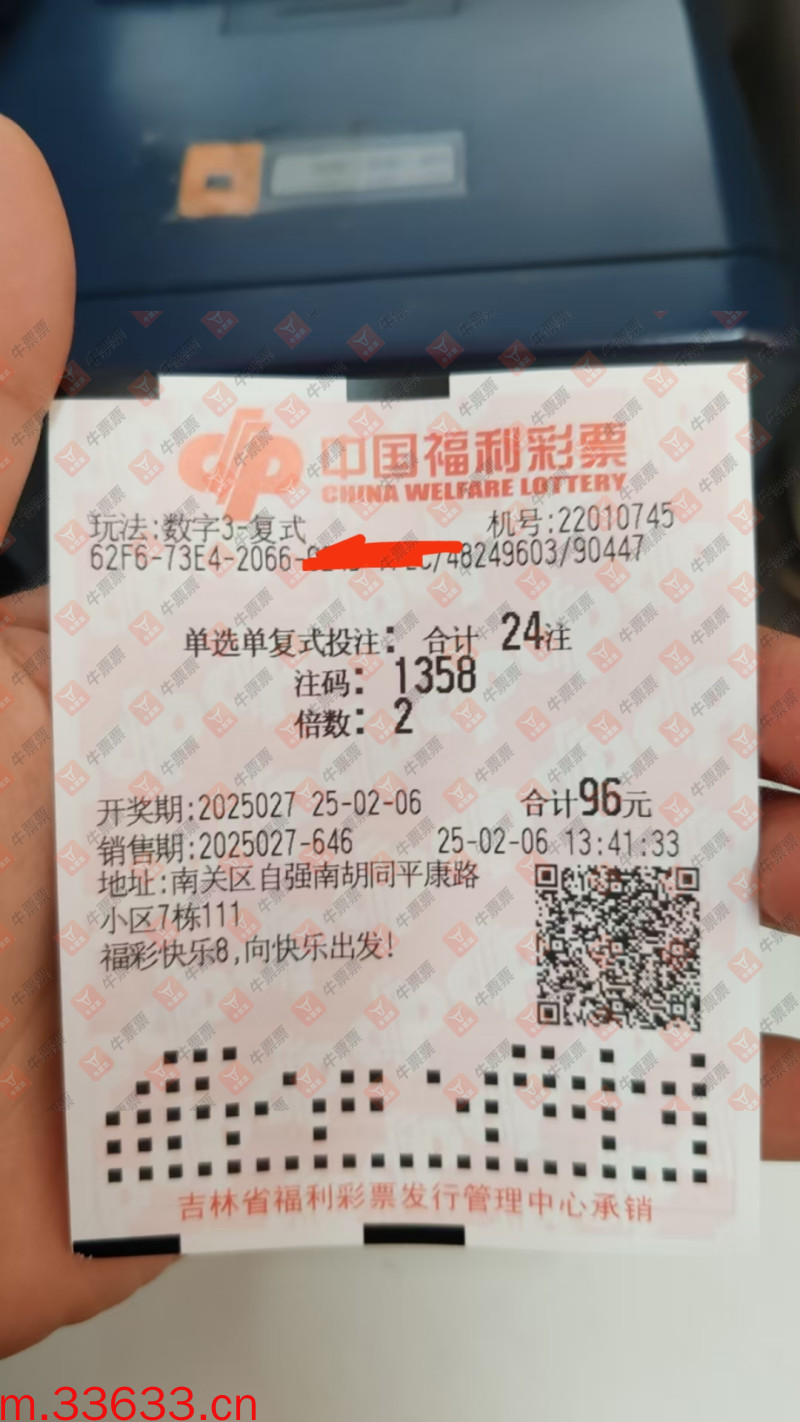 中国福利彩票
CHINA WELFARE LOTTERY
玩法:数字3-复式 机号:22010745
62F6-73E4-2066- /48249603/90447
单选单复式投注: 合计 24注
注码: 1358
倍数: 2
开奖期:2025027 25-02-06 合计96元
销售期:2025027-646 25-02-06 13:41:33
地址:南关区自强南胡同平康路
小区7栋111
福彩快乐8,向快乐出发!
吉林省福利彩票发行管理中心承销
牛票票
m.33633.cn